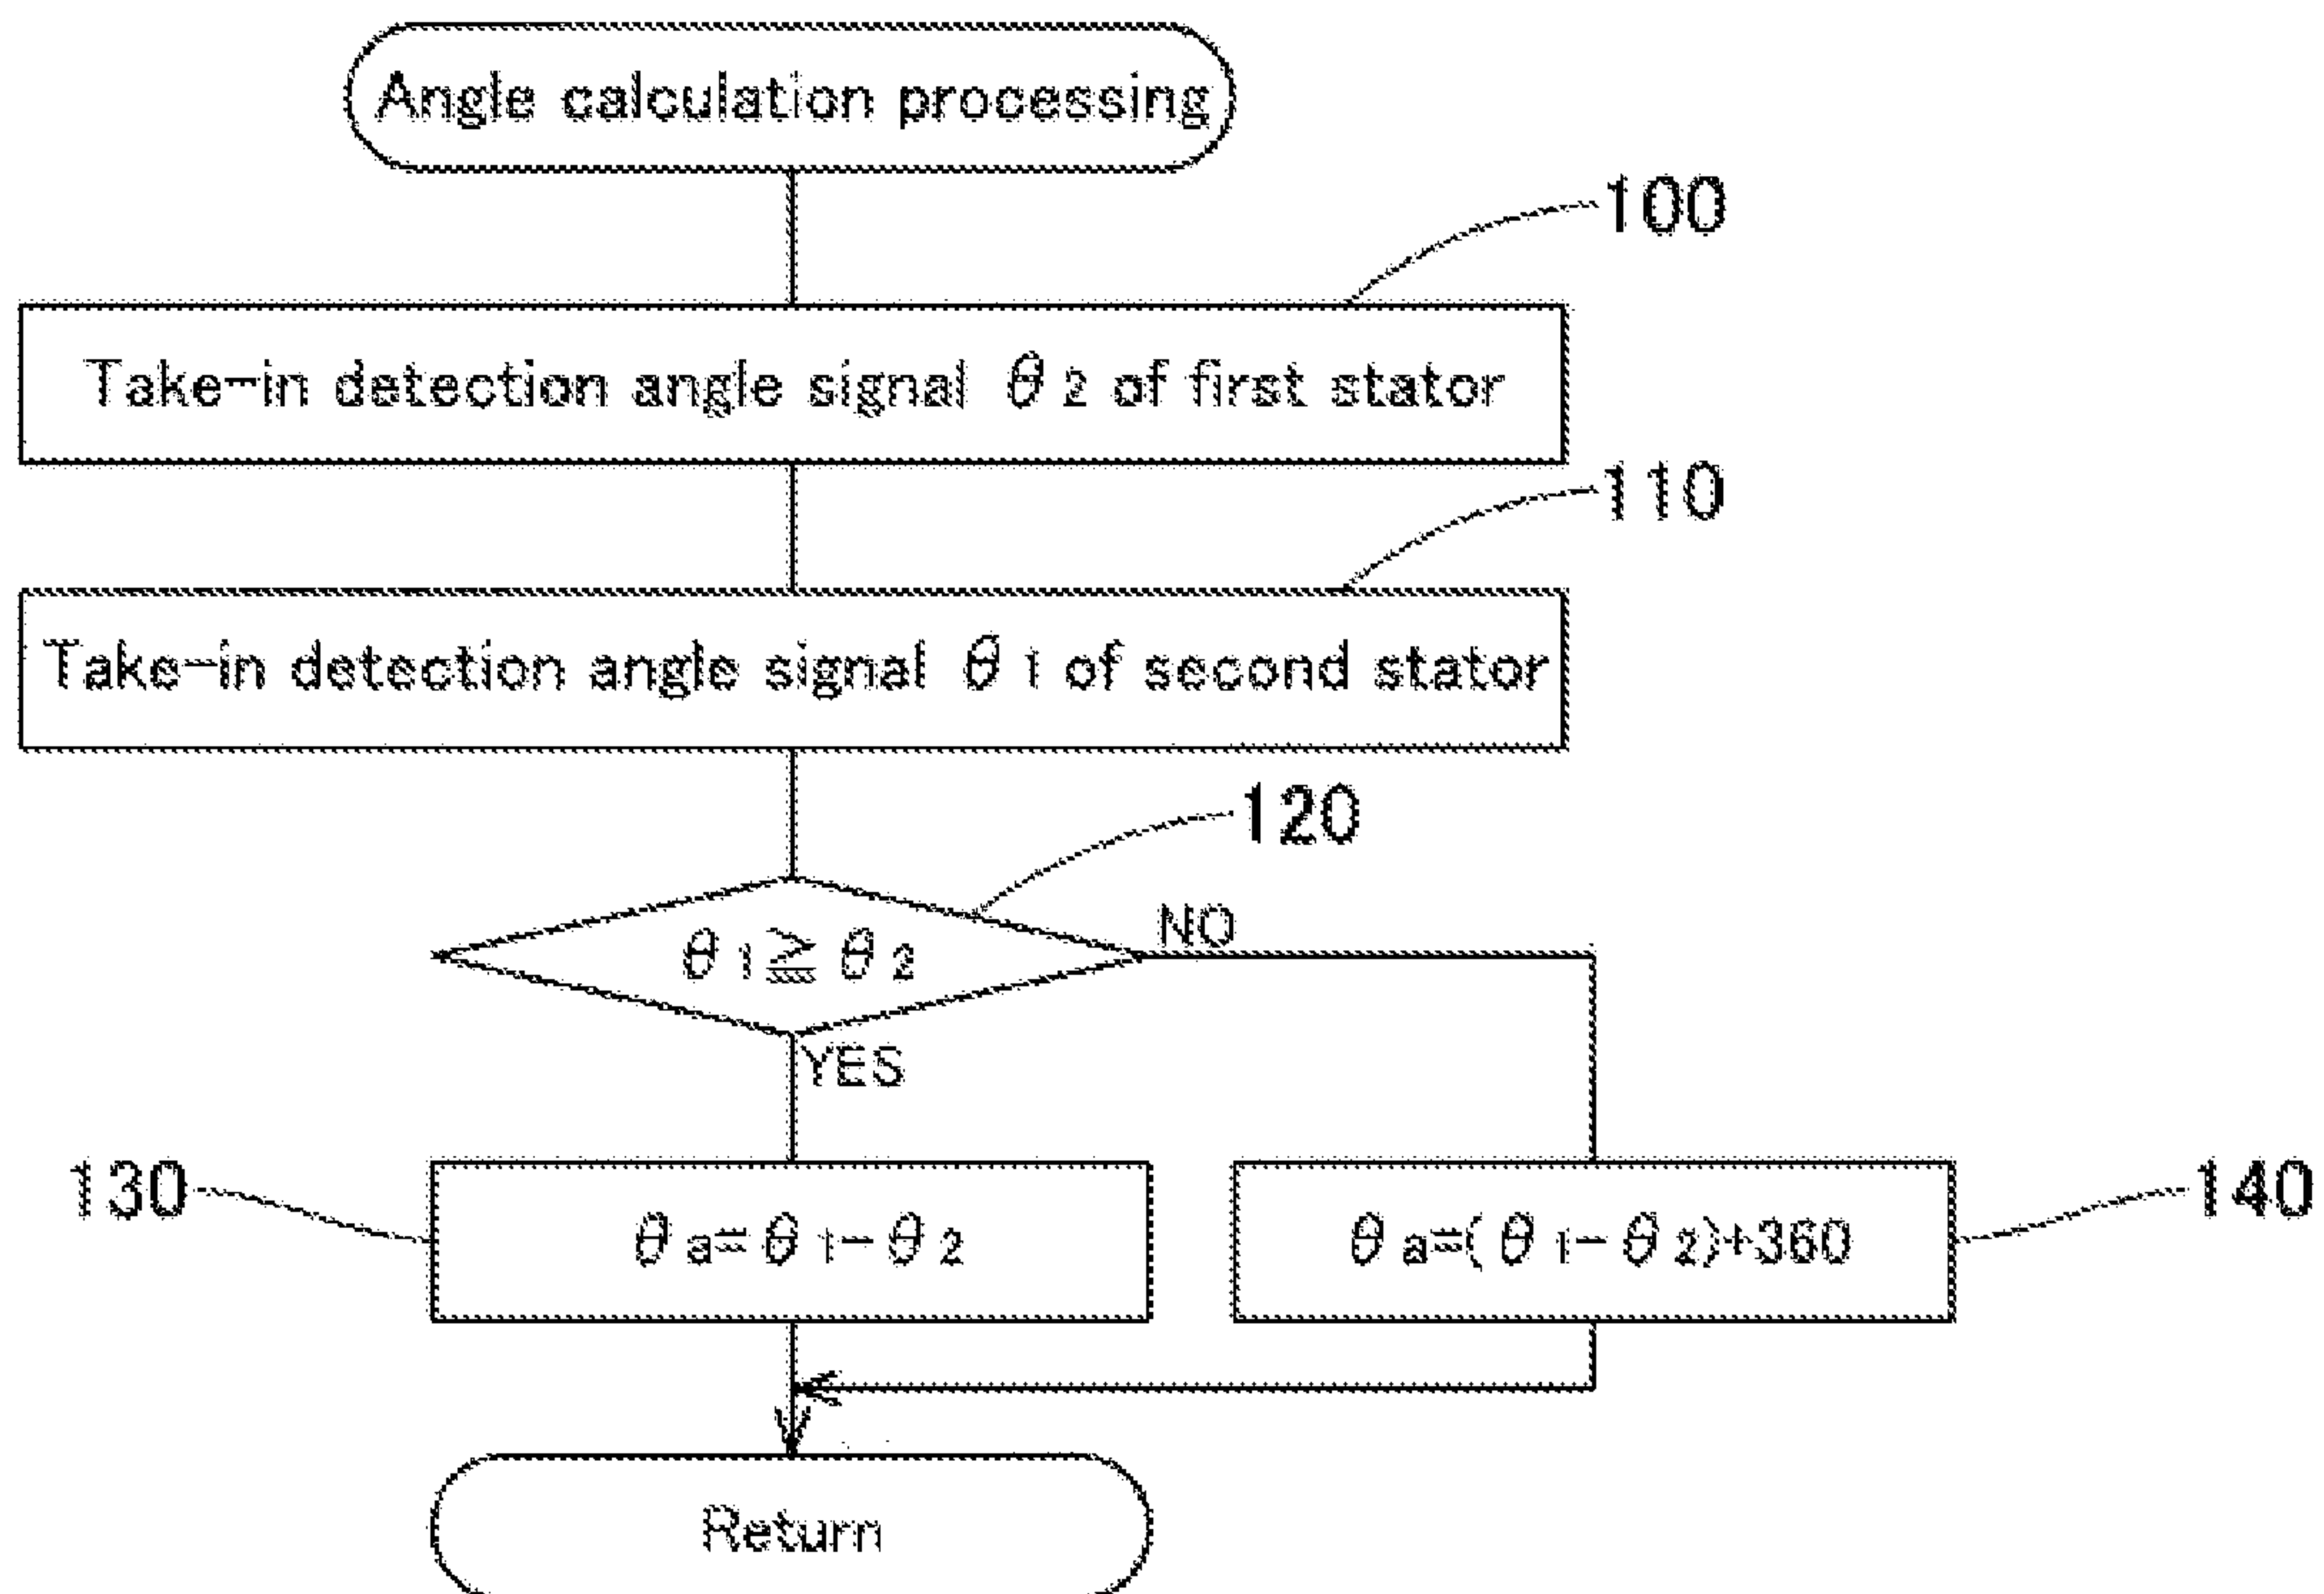 Angle calculation processing
100
Take-in detection angle signal θ2 of first stator
110
Take-in detection angle signal θ1 of second stator
120
θ1≧θ2
NO
YES
130
θa=θ1-θ2
θa=(θ1-θ2)+360
140
Return